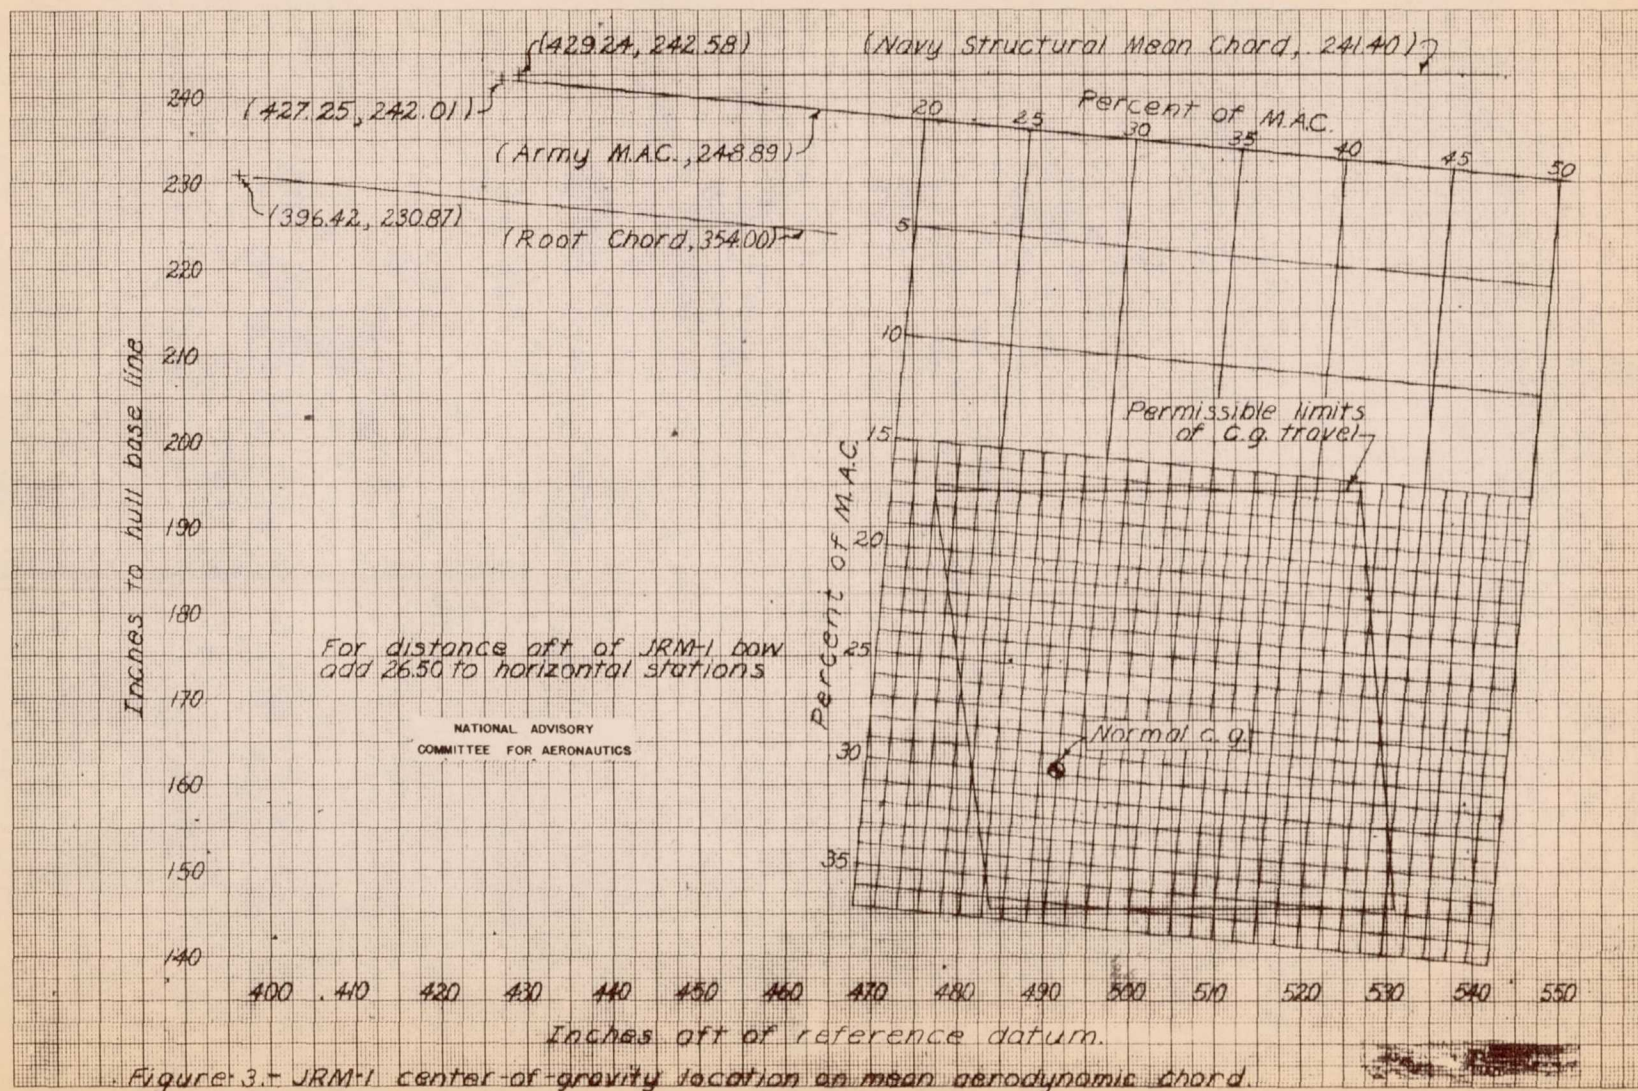 (429.24, 242.58)
(Navy Structural Mean Chord, 241.40)
(427.25, 242.01)
Percent of M.A.C.
20 25 30 35 40 45 50
(Army M.A.C., 248.89)
(396.42, 230.87)
(Root Chord, 354.00)
240
230
220
210
200
190
180
170
160
150
140
Inches to hull base line
5
10
15
20
25
30
35
Percent of M.A.C.
Permissible limits
of c.g. travel
For distance aft of JRM-1 bow
add 26.50 to horizontal stations
NATIONAL ADVISORY
COMMITTEE FOR AERONAUTICS
Normal c.g.
400 410 420 430 440 450 460 470 480 490 500 510 520 530 540 550
Inches aft of reference datum.
Figure 3.- JRM-1 center-of-gravity location on mean aerodynamic chord.